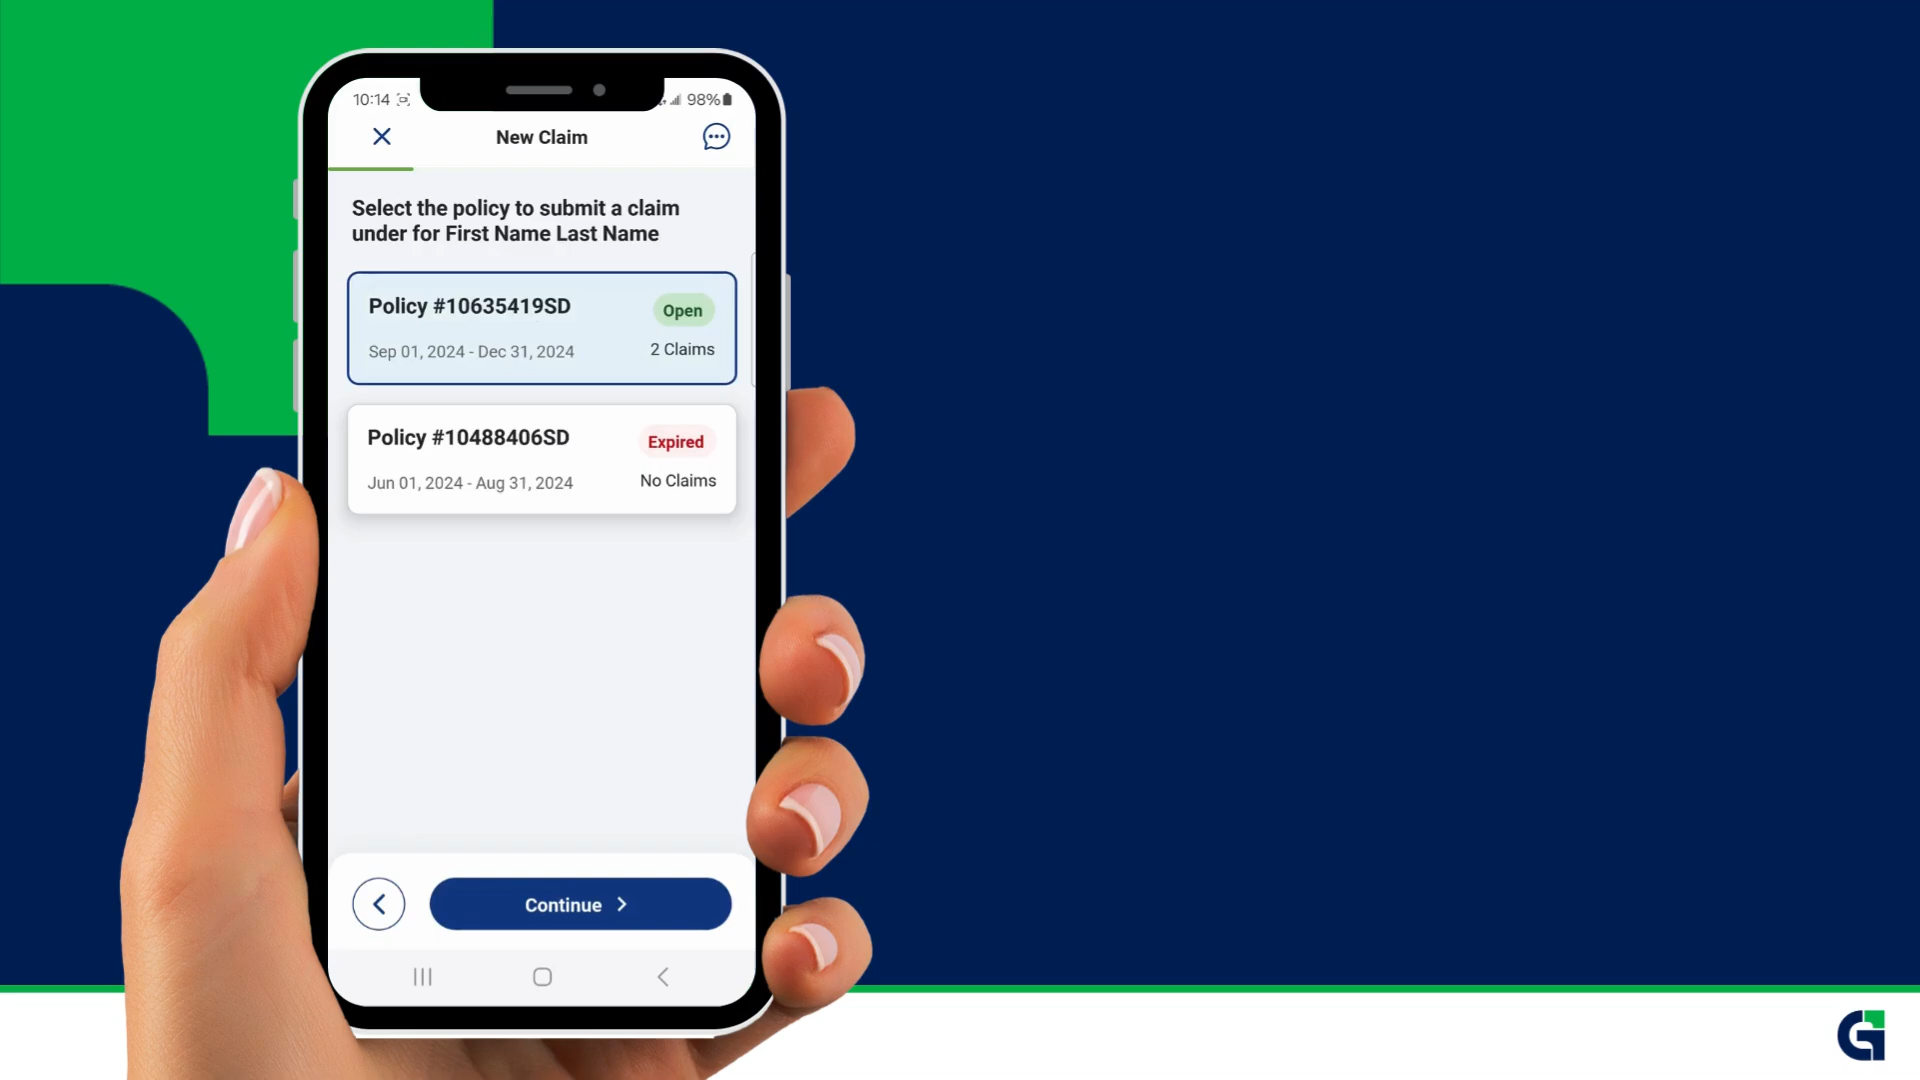 10:14
98%
New Claim
Select the policy to submit a claim
under for First Name Last Name
Policy #10635419SD
Open
Sep 01, 2024 - Dec 31, 2024
2 Claims
Policy #10488406SD
Expired
Jun 01, 2024 - Aug 31, 2024
No Claims
Continue